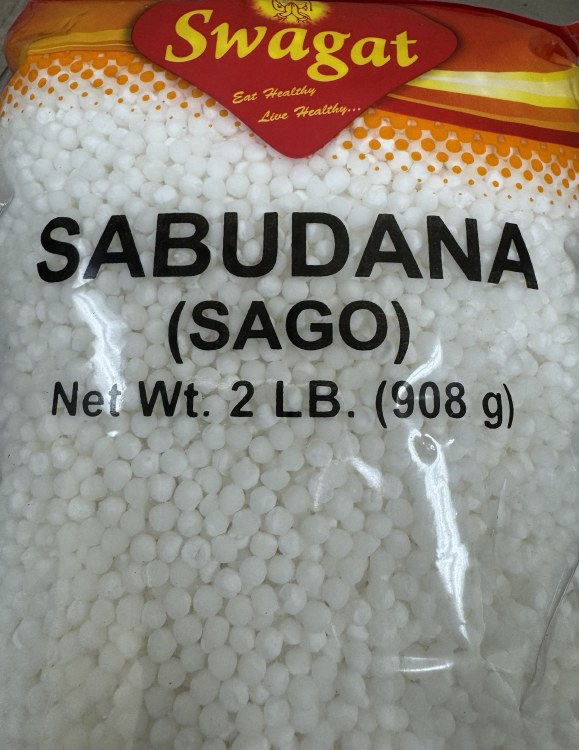 Swagat
Eat Healthy
Live Healthy...
SABUDANA
(SAGO)
Net Wt. 2 LB. (908 g)